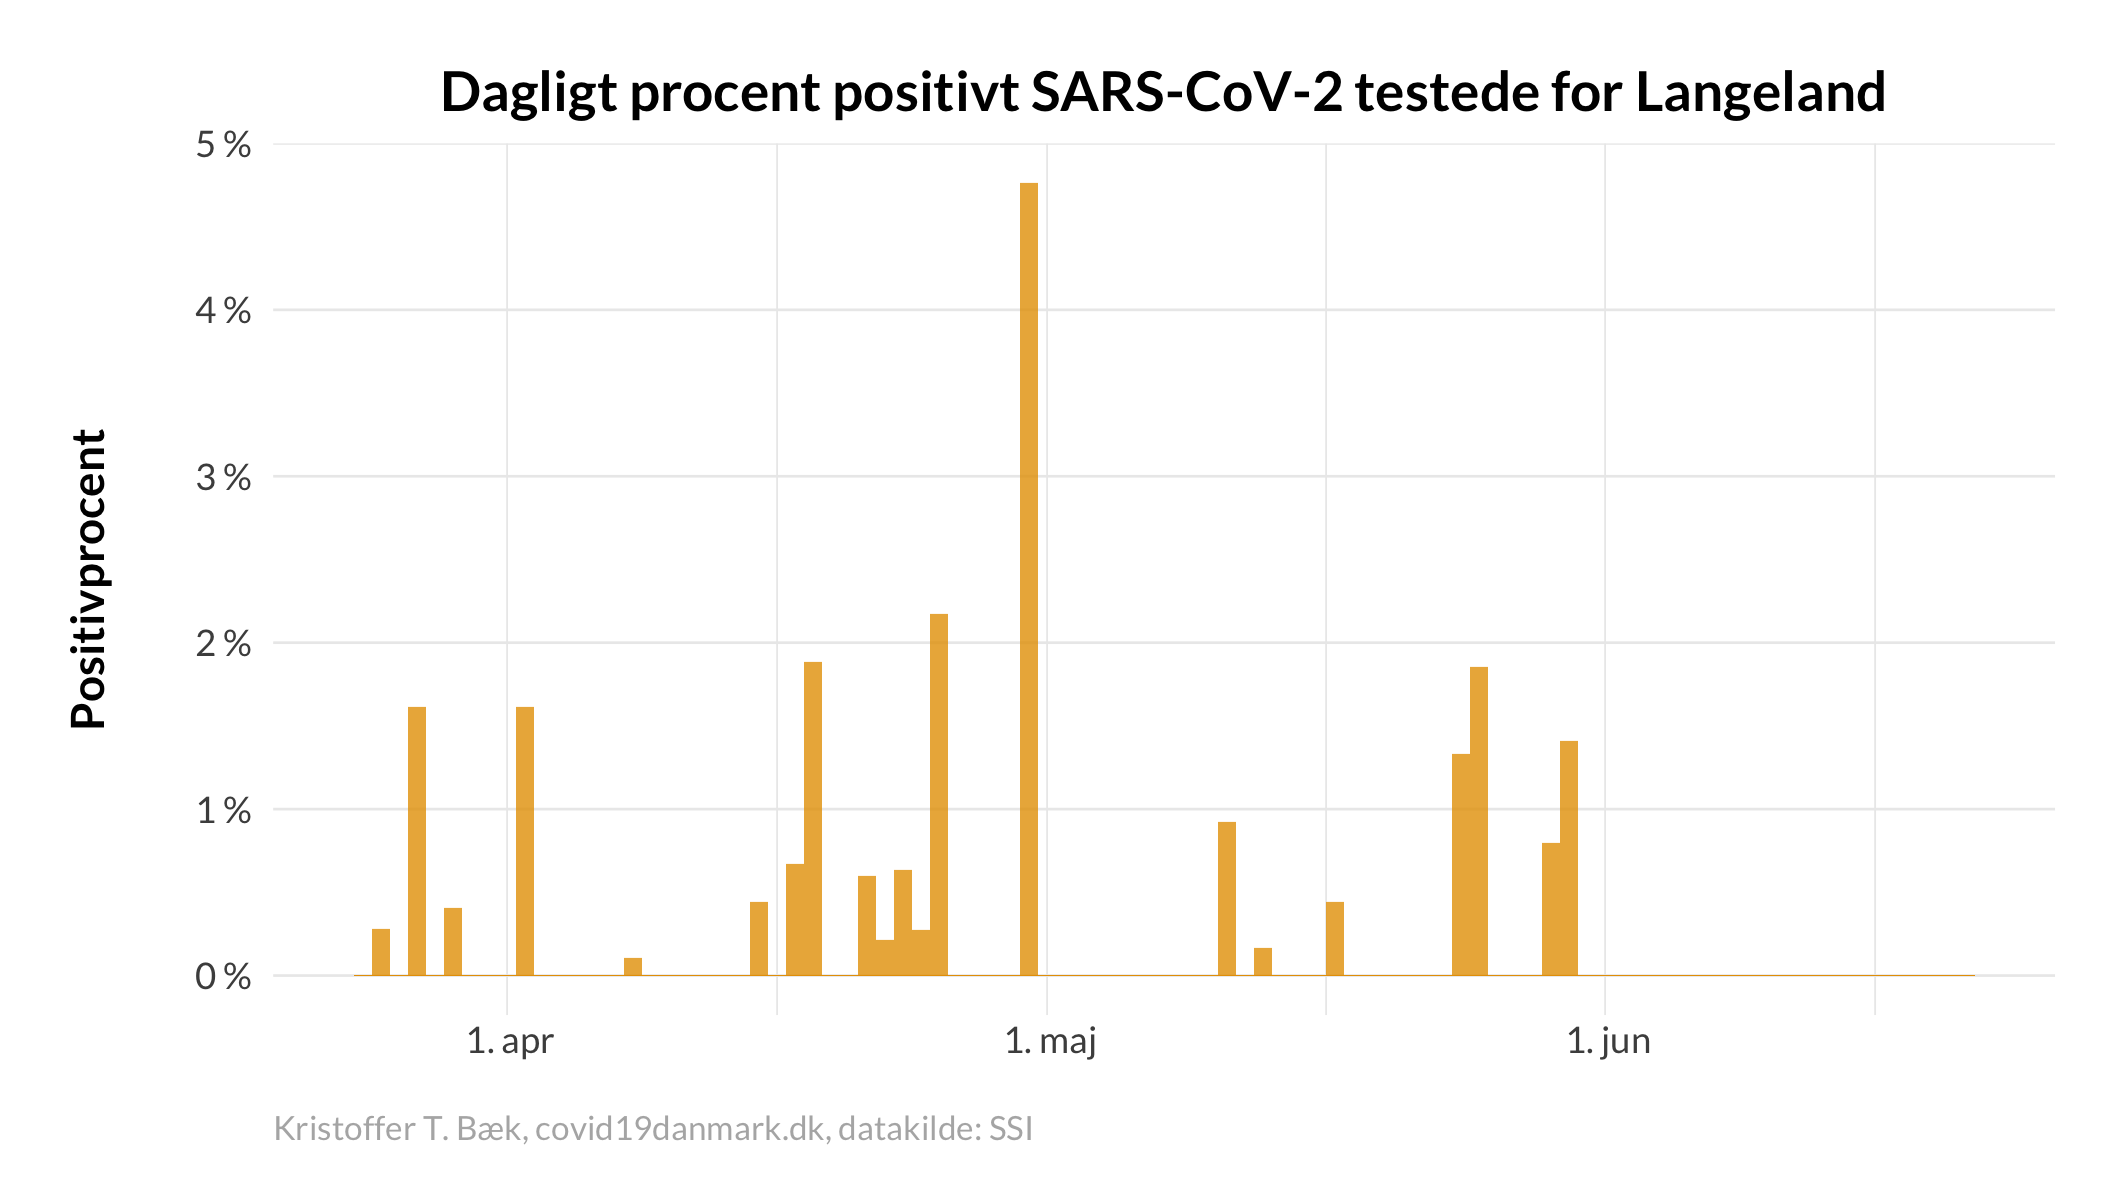 Dagligt procent positivt SARS-CoV-2 testede for Langeland
5 %
4 %
3 %
2 %
1 %
0 %
Positivprocent
1. apr
1. maj
1. jun
Kristoffer T. Bæk, covid19danmark.dk, datakilde: SSI